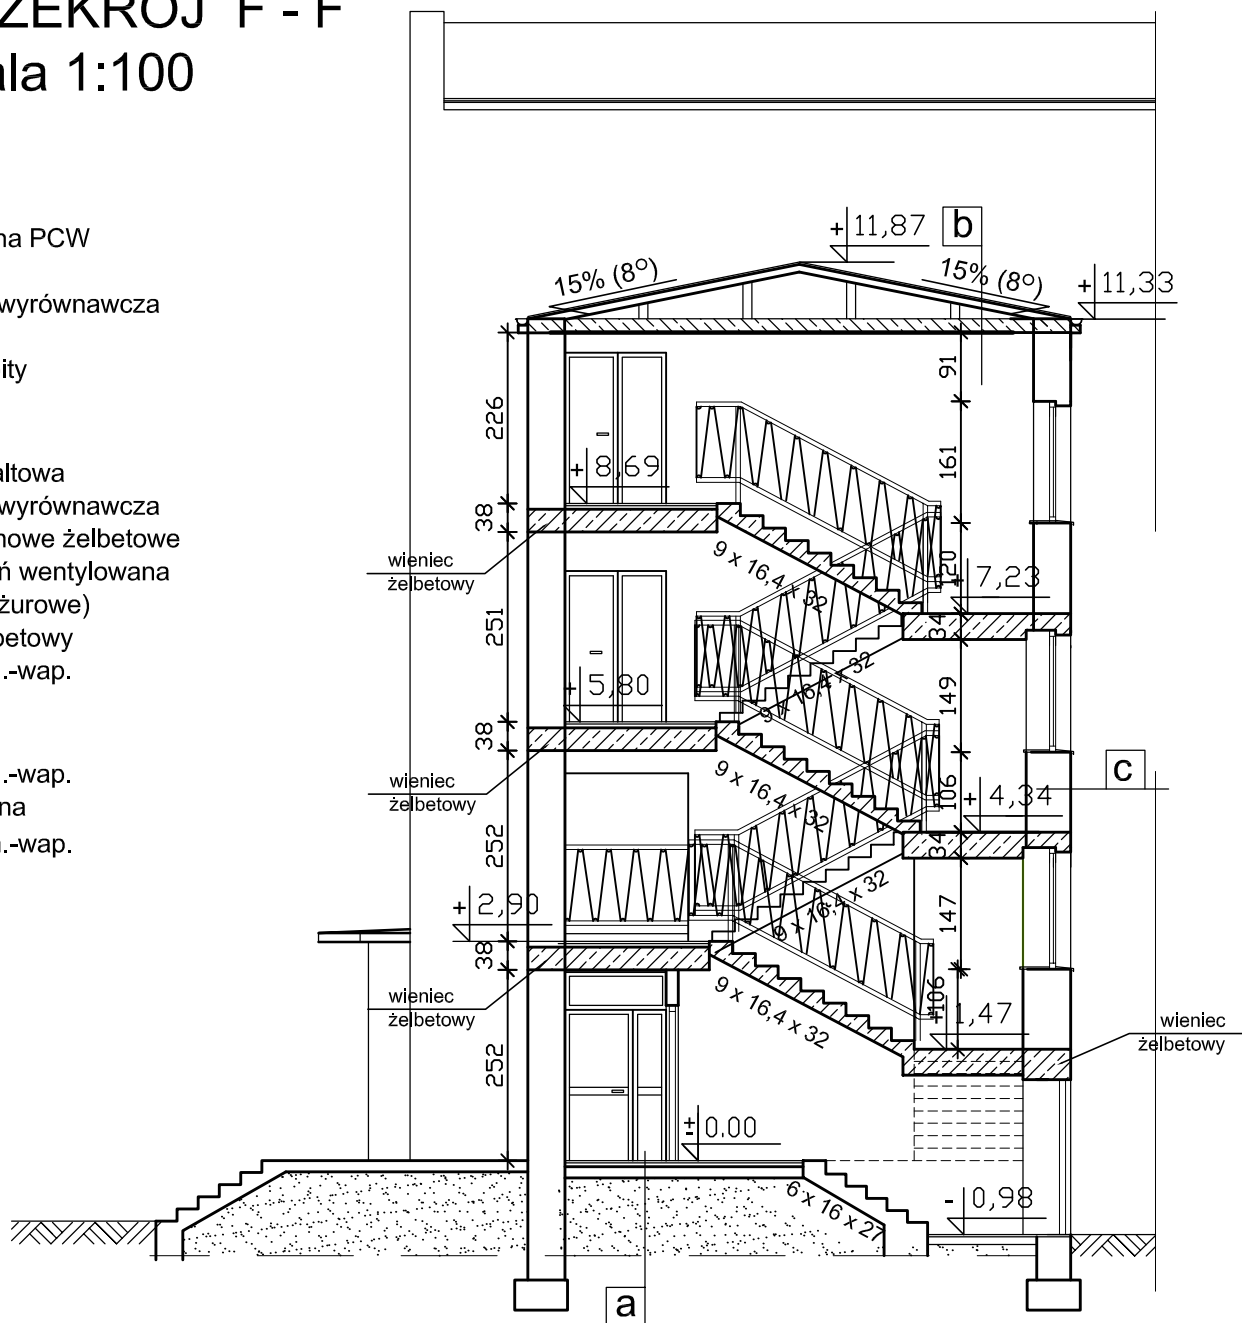 ZEKRÓJ F - F
ala 1:100
na PCW
wyrównawcza
ity
altowa
wyrównawcza
nowe żelbetowe
ń wentylowana
żurowe)
betowy
.-wap.
.-wap.
na
.-wap.
+11,87
b
15% (8°)
15% (8°)
+11,33
91
226
161
+8,69
38
9 x 16,4 x 32
120
+7,23
wieniec
żelbetowy
34
251
9 x 16,4 x 32
149
+5,80
38
9 x 16,4 x 32
106
c
+4,34
wieniec
żelbetowy
34
252
9 x 16,4 x 32
147
+2,90
38
9 x 16,4 x 32
106
+1,47
wieniec
żelbetowy
wieniec
żelbetowy
252
±0.00
6 x 16 x 27
-0,98
a